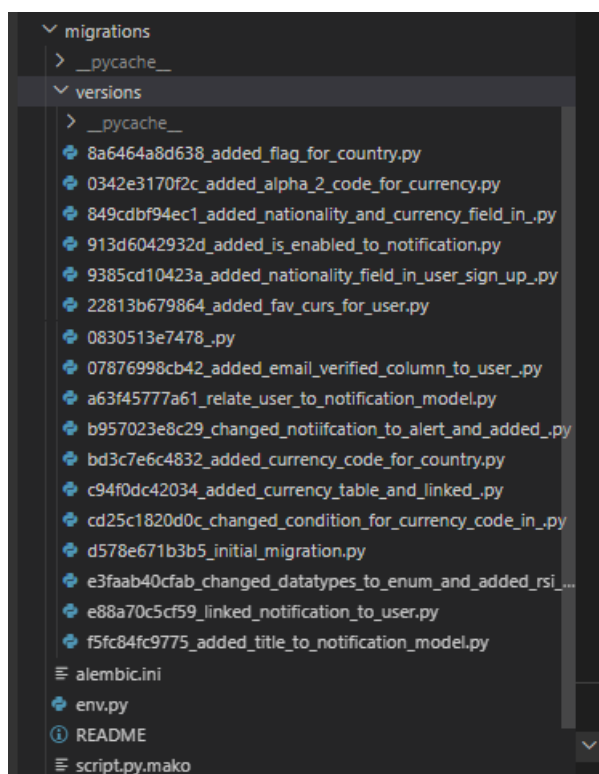 migrations
__pycache__
versions
__pycache__
8a6464a8d638_added_flag_for_country.py
0342e3170f2c_added_alpha_2_code_for_currency.py
849cdbf94ec1_added_nationality_and_currency_field_in_.py
913d6042932d_added_is_enabled_to_notification.py
9385cd10423a_added_nationality_field_in_user_sign_up_.py
22813b679864_added_fav_curs_for_user.py
0830513e7478_.py
07876998cb42_added_email_verified_column_to_user_.py
a63f45777a61_relate_user_to_notification_model.py
b957023e8c29_changed_notiifcation_to_alert_and_added_.py
bd3c7e6c4832_added_currency_code_for_country.py
c94f0dc42034_added_currency_table_and_linked_.py
cd25c1820d0c_changed_condition_for_currency_code_in_.py
d578e671b3b5_initial_migration.py
e3faab40cfab_changed_datatypes_to_enum_and_added_rsi_...
e88a70c5cf59_linked_notification_to_user.py
f5fc84fc9775_added_title_to_notification_model.py
alembic.ini
env.py
README
script.py.mako